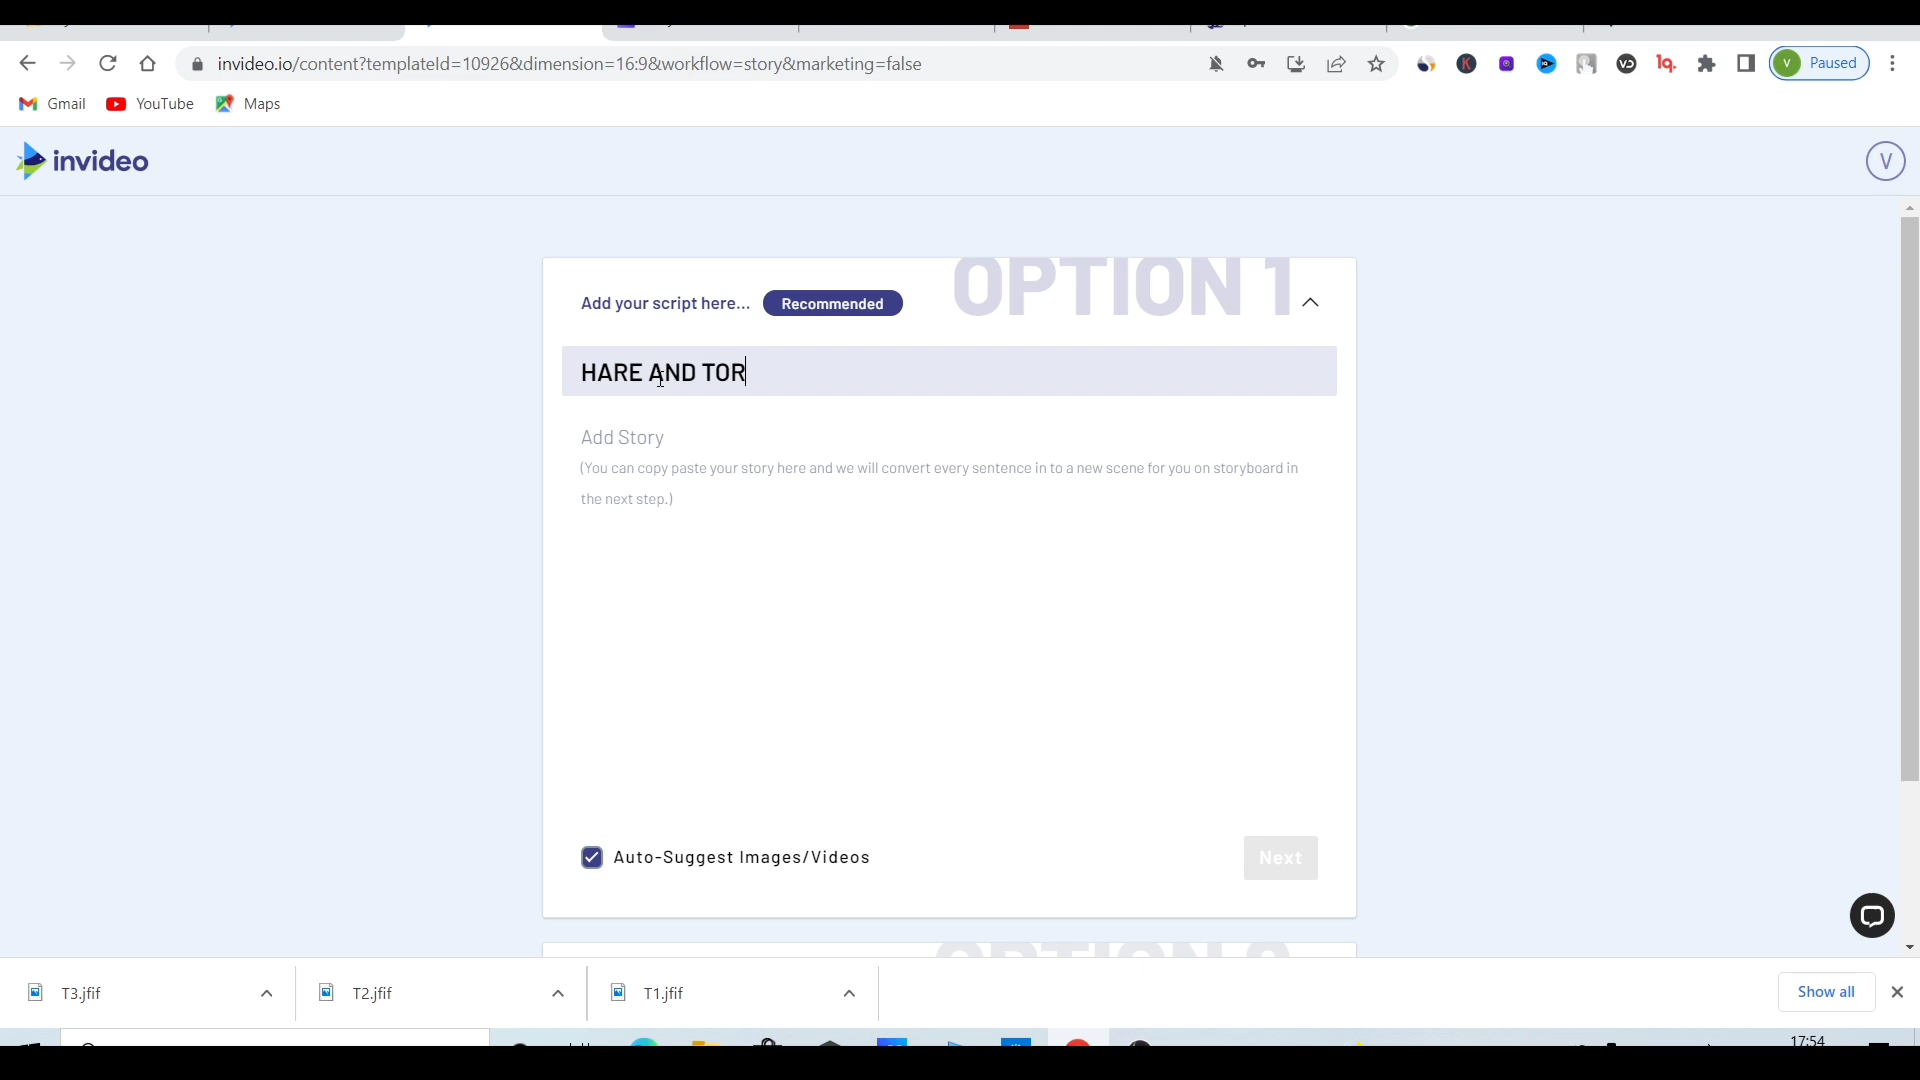 invideo.io/content?templateId=10926&dimension=16:9&workflow=story&marketing=false
Paused
Gmail
YouTube
Maps
invideo
V
OPTION 1
Add your script here...
Recommended
HARE AND TOR
Add Story
(You can copy paste your story here and we will convert every sentence in to a new scene for you on storyboard in
the next step.)
Auto-Suggest Images/Videos
Next
T3.jfif
T2.jfif
T1.jfif
Show all
17:54